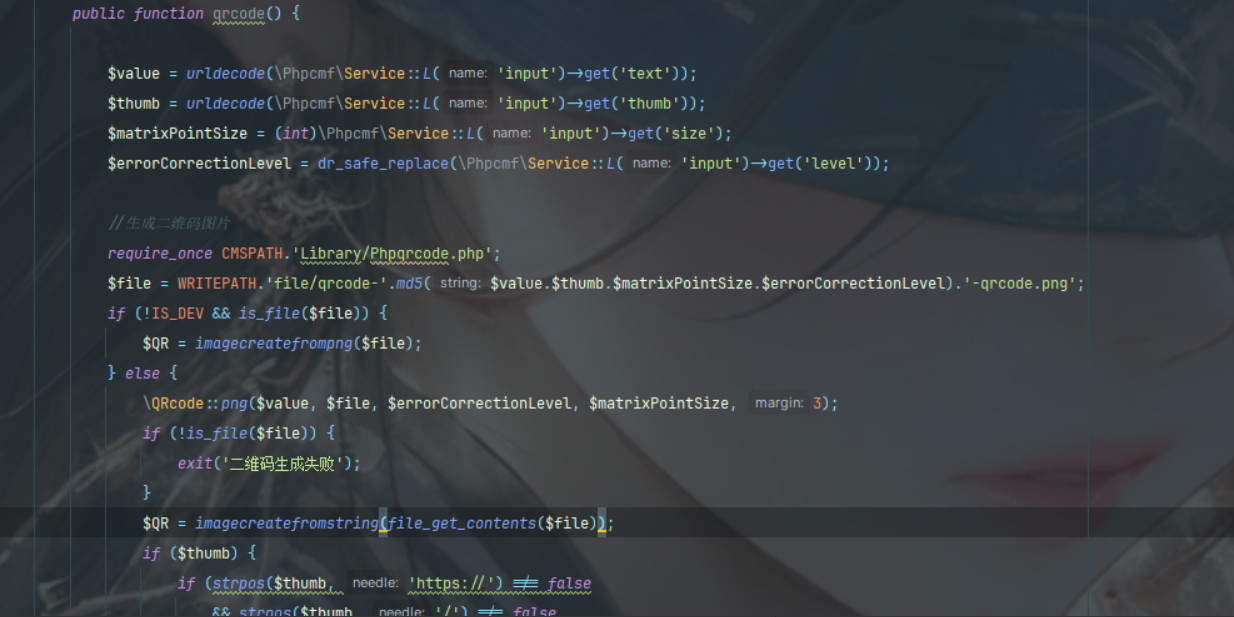 public function qrcode() {
$value = urldecode(\Phpcmf\Service::L( name: 'input')->get('text'));
$thumb = urldecode(\Phpcmf\Service::L( name: 'input')->get('thumb'));
$matrixPointSize = (int)\Phpcmf\Service::L( name: 'input')->get('size');
$errorCorrectionLevel = dr_safe_replace(\Phpcmf\Service::L( name: 'input')->get('level'));
//生成二维码图片
require_once CMSPATH.'Library/Phpqrcode.php';
$file = WRITEPATH.'file/qrcode-'.md5( string: $value.$thumb.$matrixPointSize.$errorCorrectionLevel).'-qrcode.png';
if (!IS_DEV && is_file($file)) {
$QR = imagecreatefrompng($file);
} else {
\QRcode::png($value, $file, $errorCorrectionLevel, $matrixPointSize, margin: 3);
if (!is_file($file)) {
exit('二维码生成失败');
}
$QR = imagecreatefromstring(file_get_contents($file));
if ($thumb) {
if (strpos($thumb, needle: 'https://') !== false
&& strpos($thumb, needle: '/') !== false